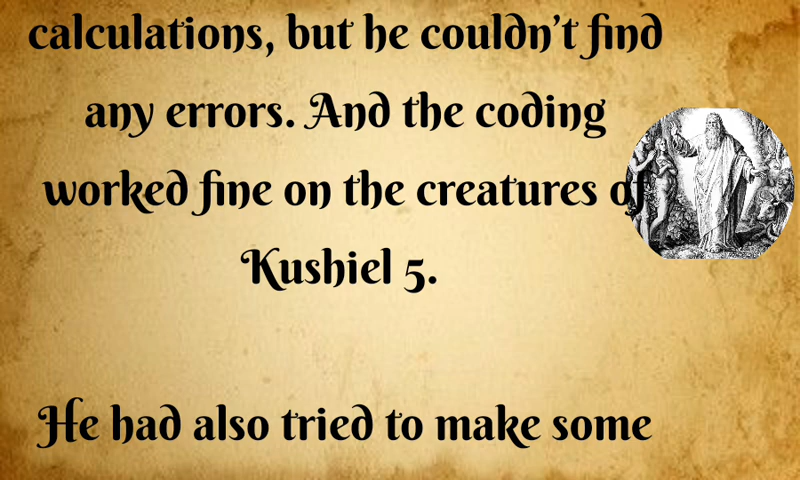 calculations, but he couldn’t find
any errors. And the coding
worked fine on the creatures of
Kushiel 5.
He had also tried to make some